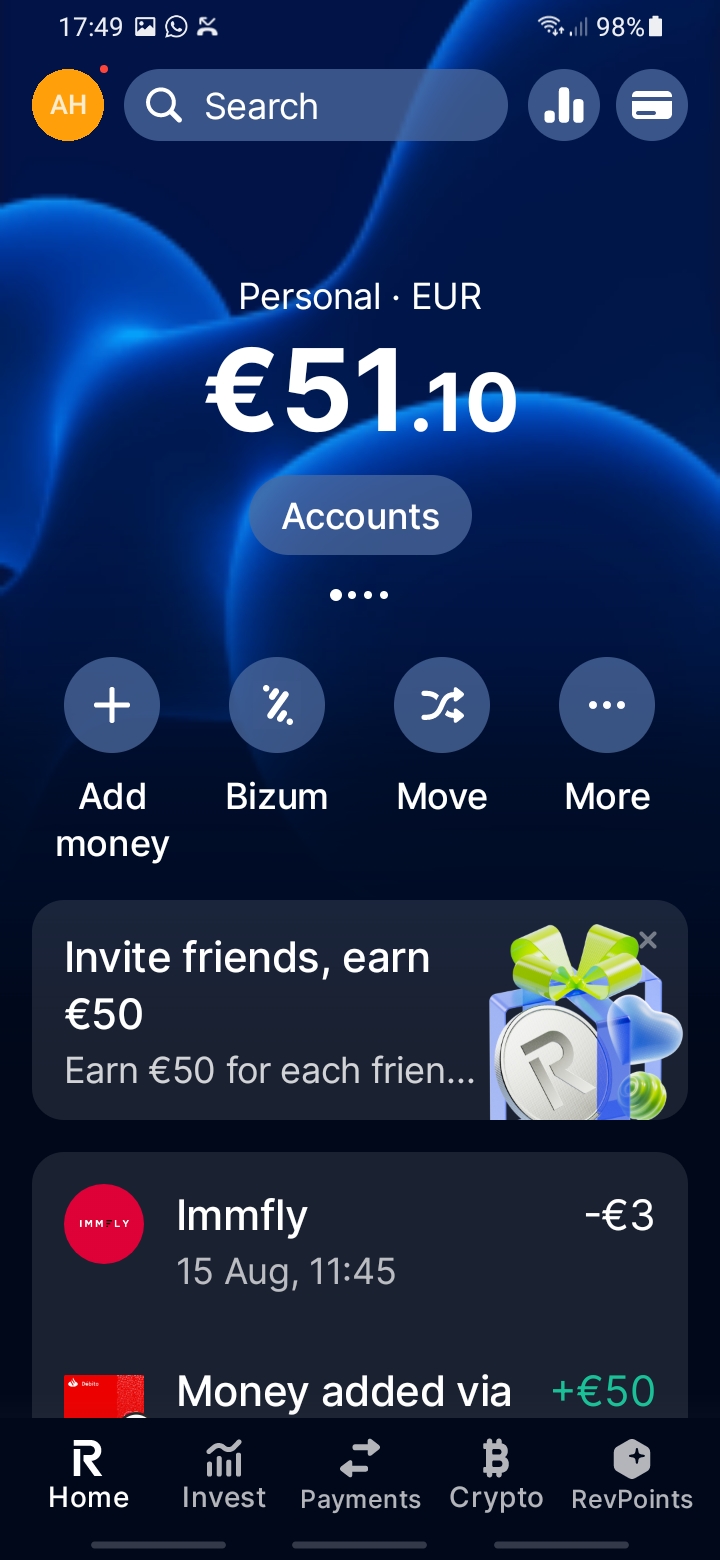 17:49 98%
AH Search
Personal · EUR
€51.10
Accounts
Add money Bizum Move More
Invite friends, earn
€50
Earn €50 for each frien...
IMMFLY Immfly -€3
15 Aug, 11:45
Débito Money added via +€50
Home Invest Payments Crypto RevPoints